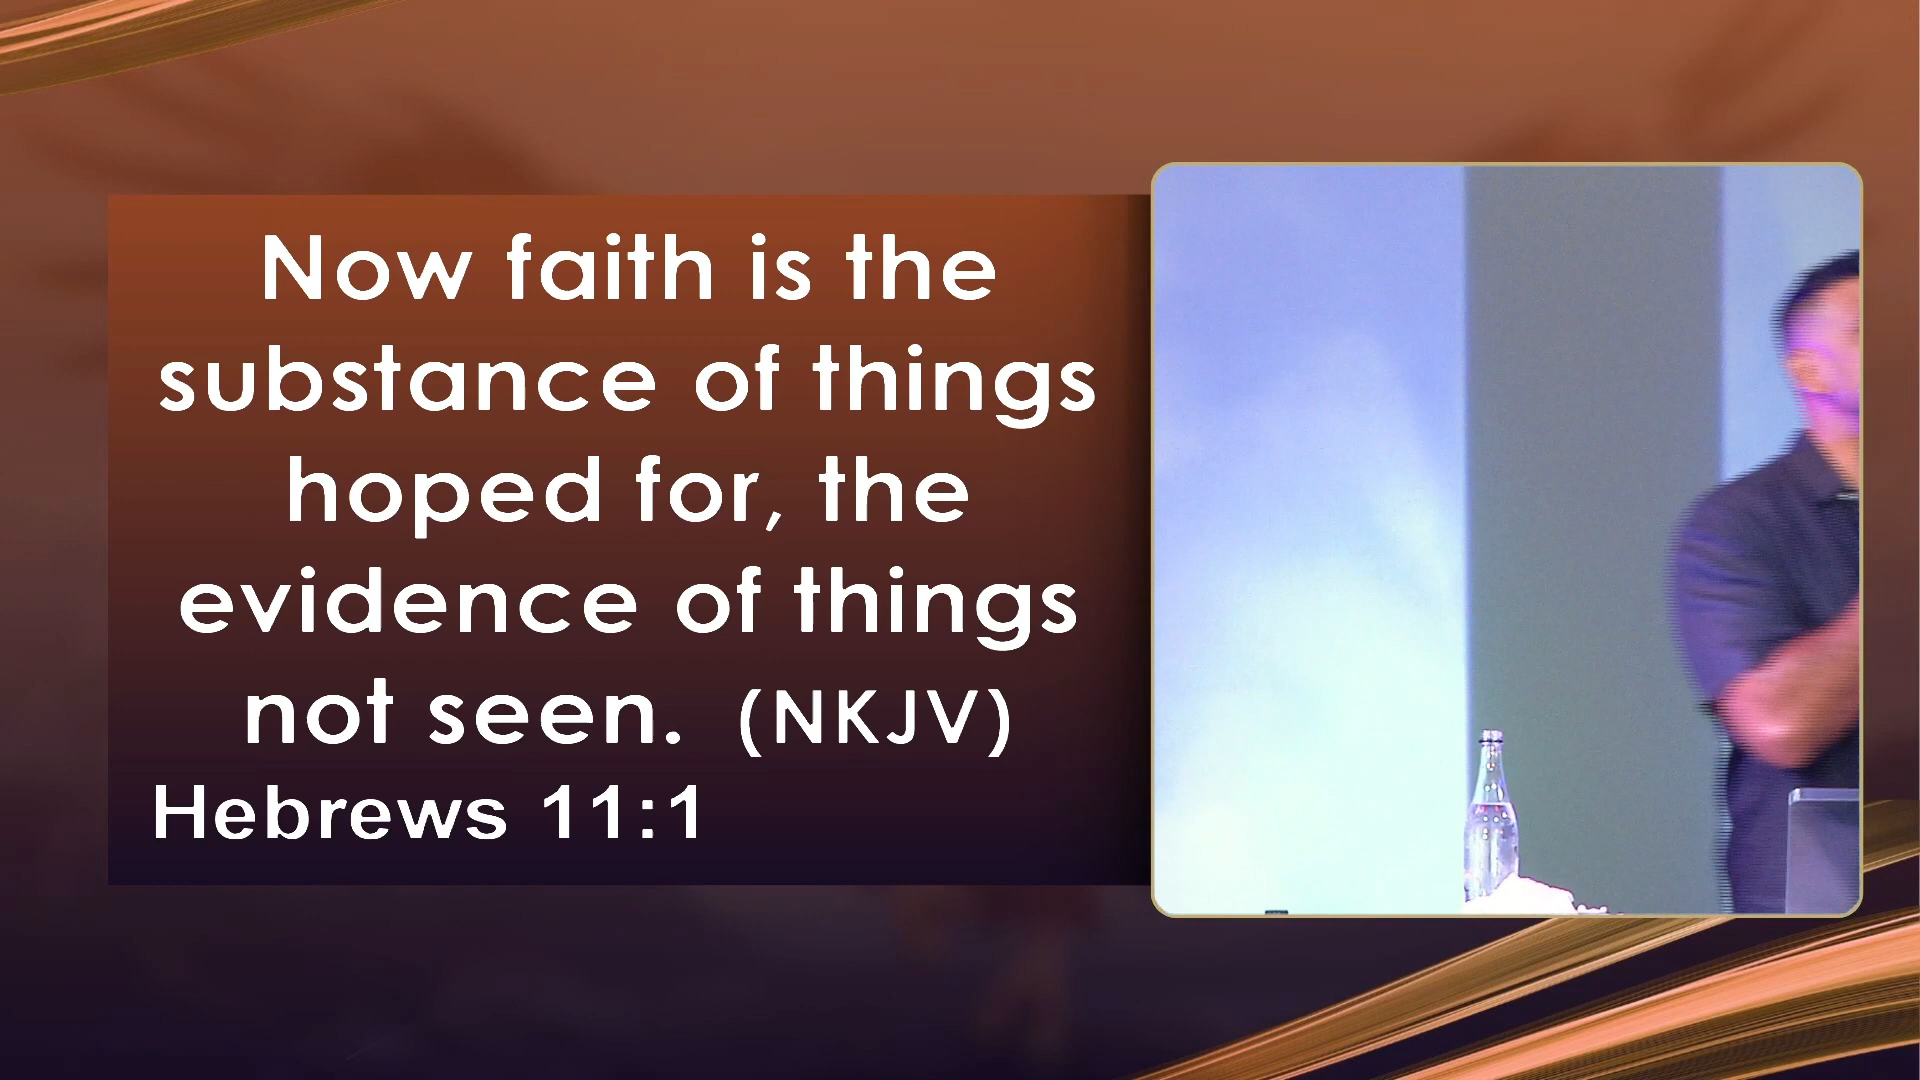 Now faith is the
substance of things
hoped for, the
evidence of things
not seen. (NKJV)
Hebrews 11:1